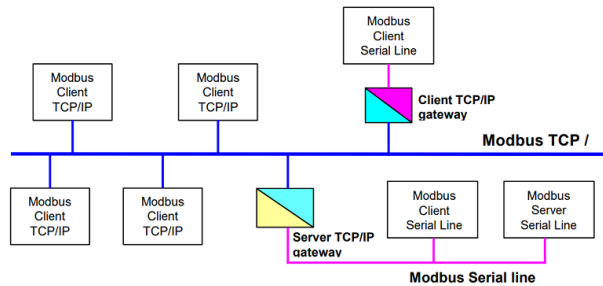 Modbus
Client
Serial Line
Modbus
Client
TCP/IP
Modbus
Client
TCP/IP
Client TCP/IP
gateway
Modbus TCP /
Modbus
Client
TCP/IP
Modbus
Client
TCP/IP
Server TCP/IP
gateway
Modbus
Client
Serial Line
Modbus
Server
Serial Line
Modbus Serial line